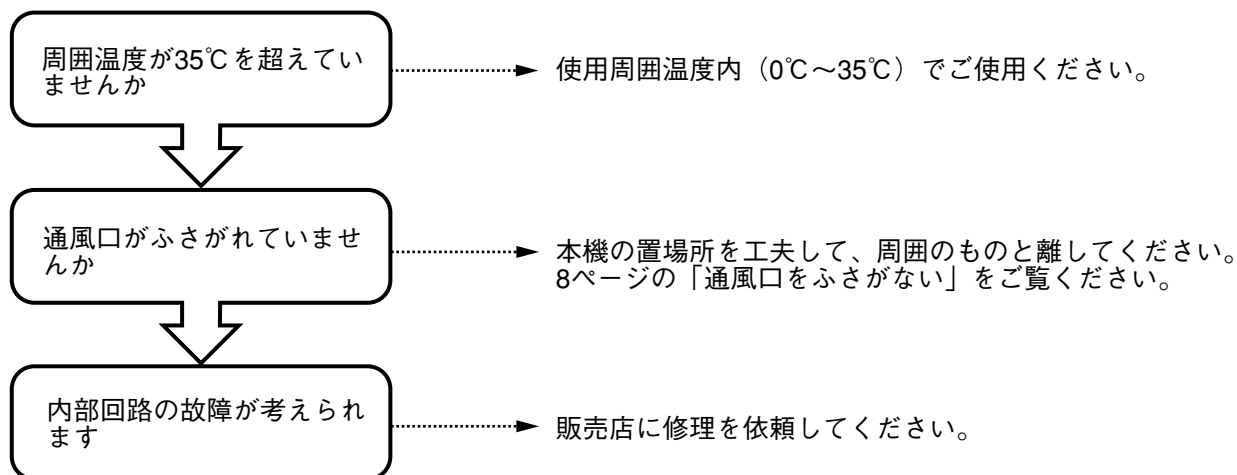 周囲温度が35℃を超えてい
ませんか
使用周囲温度内（0℃～35℃）でご使用ください。
通風口がふさがれていませ
んか
本機の置場所を工夫して、周囲のものと離してください。
8ページの「通風口をふさがない」をご覧ください。
内部回路の故障が考えられ
ます
販売店に修理を依頼してください。